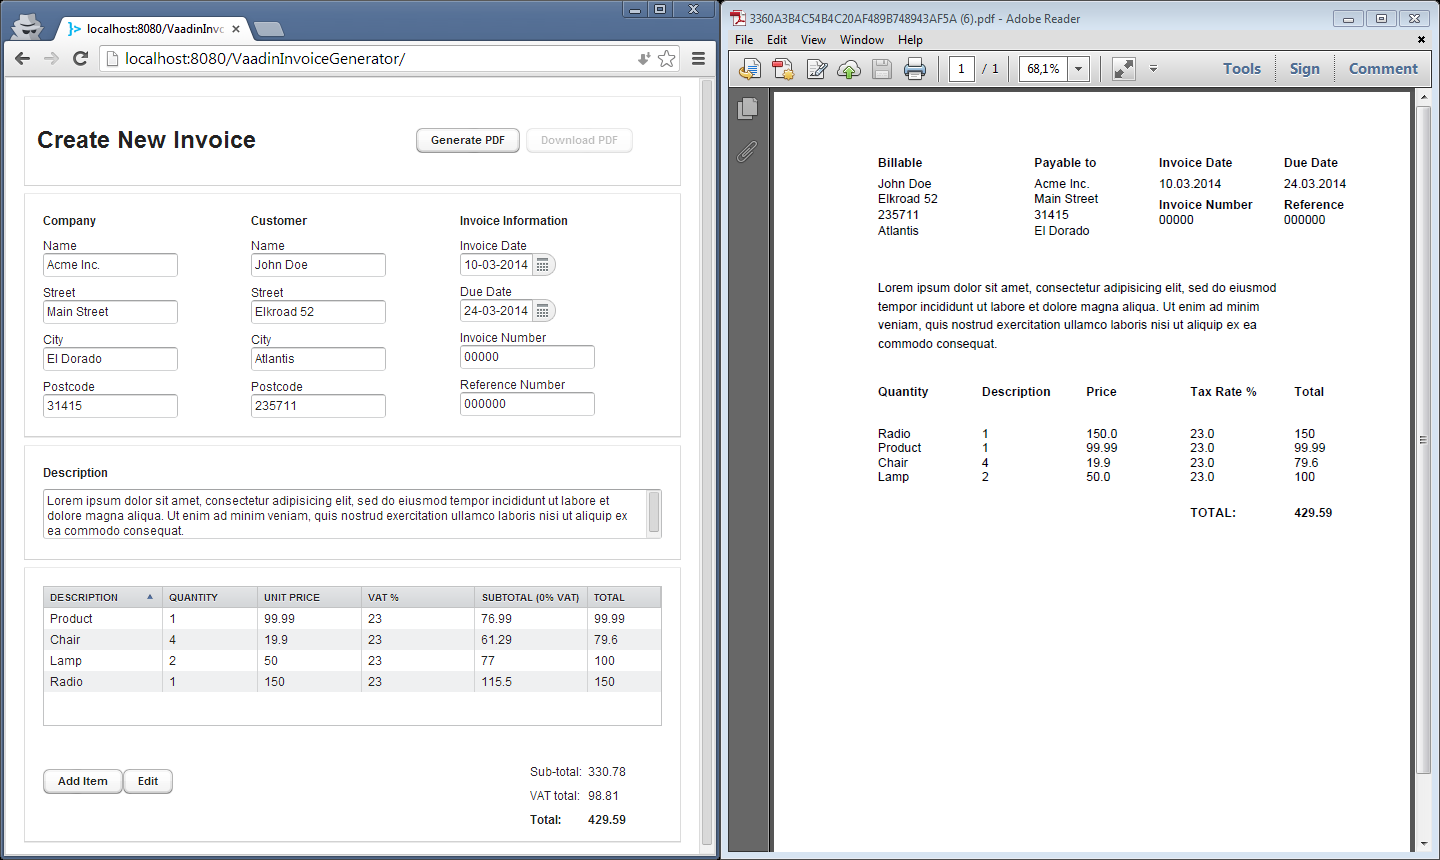 localhost:8080/VaadinInvo
localhost:8080/VaadinInvoiceGenerator/
Create New Invoice
Generate PDF
Download PDF
Company
Customer
Invoice Information
Name
Name
Invoice Date
Acme Inc.
John Doe
10-03-2014
Street
Street
Due Date
Main Street
Elkroad 52
24-03-2014
City
City
Invoice Number
El Dorado
Atlantis
00000
Postcode
Postcode
Reference Number
31415
235711
000000
Description
Lorem ipsum dolor sit amet, consectetur adipisicing elit, sed do eiusmod tempor incididunt ut labore et
dolore magna aliqua. Ut enim ad minim veniam, quis nostrud exercitation ullamco laboris nisi ut aliquip ex
ea commodo consequat.
DESCRIPTION QUANTITY UNIT PRICE VAT % SUBTOTAL (0% VAT) TOTAL
Product 1 99.99 23 76.99 99.99
Chair 4 19.9 23 61.29 79.6
Lamp 2 50 23 77 100
Radio 1 150 23 115.5 150
Add Item
Edit
Sub-total: 330.78
VAT total: 98.81
Total: 429.59
3360A3B4C54B4C20AF489B748943AF5A (6).pdf - Adobe Reader
File Edit View Window Help
1 / 1
68,1%
Tools Sign Comment
Billable
John Doe
Elkroad 52
235711
Atlantis
Payable to
Acme Inc.
Main Street
31415
El Dorado
Invoice Date
10.03.2014
Invoice Number
00000
Due Date
24.03.2014
Reference
000000
Lorem ipsum dolor sit amet, consectetur adipisicing elit, sed do eiusmod
tempor incididunt ut labore et dolore magna aliqua. Ut enim ad minim
veniam, quis nostrud exercitation ullamco laboris nisi ut aliquip ex ea
commodo consequat.
Quantity Description Price Tax Rate % Total
Radio 1 150.0 23.0 150
Product 1 99.99 23.0 99.99
Chair 4 19.9 23.0 79.6
Lamp 2 50.0 23.0 100
TOTAL: 429.59